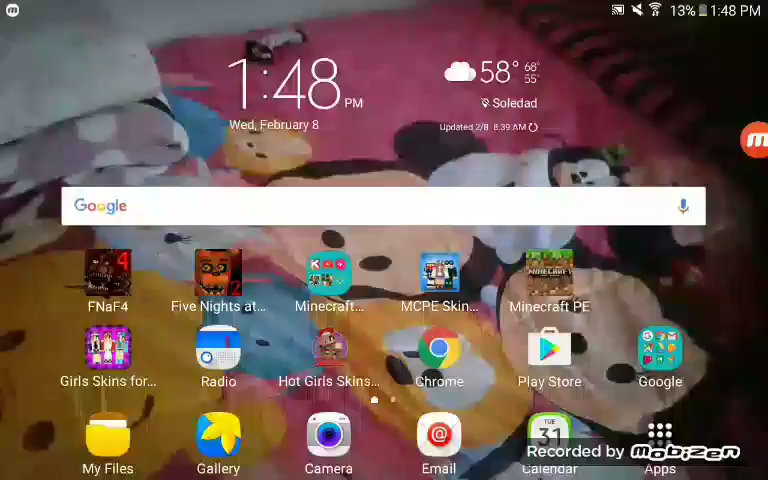 13% 1:48 PM
1:48 PM
Wed, February 8
58° 68° 55°
Soledad
Updated 2/8 8:39 AM
Google
FNaF4
Five Nights at...
Minecraft...
MCPE Skin...
Minecraft PE
Girls Skins for...
Radio
Hot Girls Skins...
Chrome
Play Store
Google
My Files
Gallery
Camera
Email
TUE
31
Calendar
Apps
Recorded by Mobizen